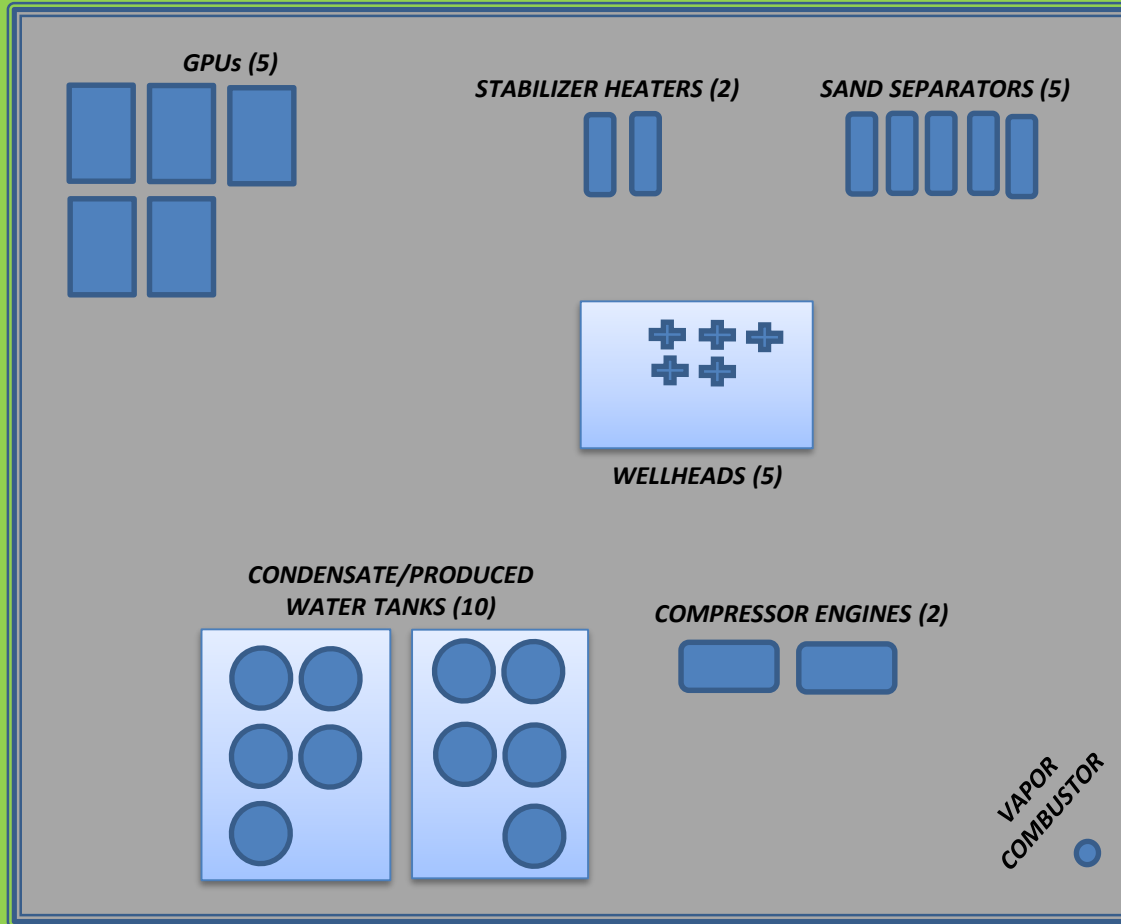 GPUs (5)
STABILIZER HEATERS (2)
SAND SEPARATORS (5)
WELLHEADS (5)
CONDENSATE/PRODUCED
WATER TANKS (10)
COMPRESSOR ENGINES (2)
VAPOR
COMBUSTOR